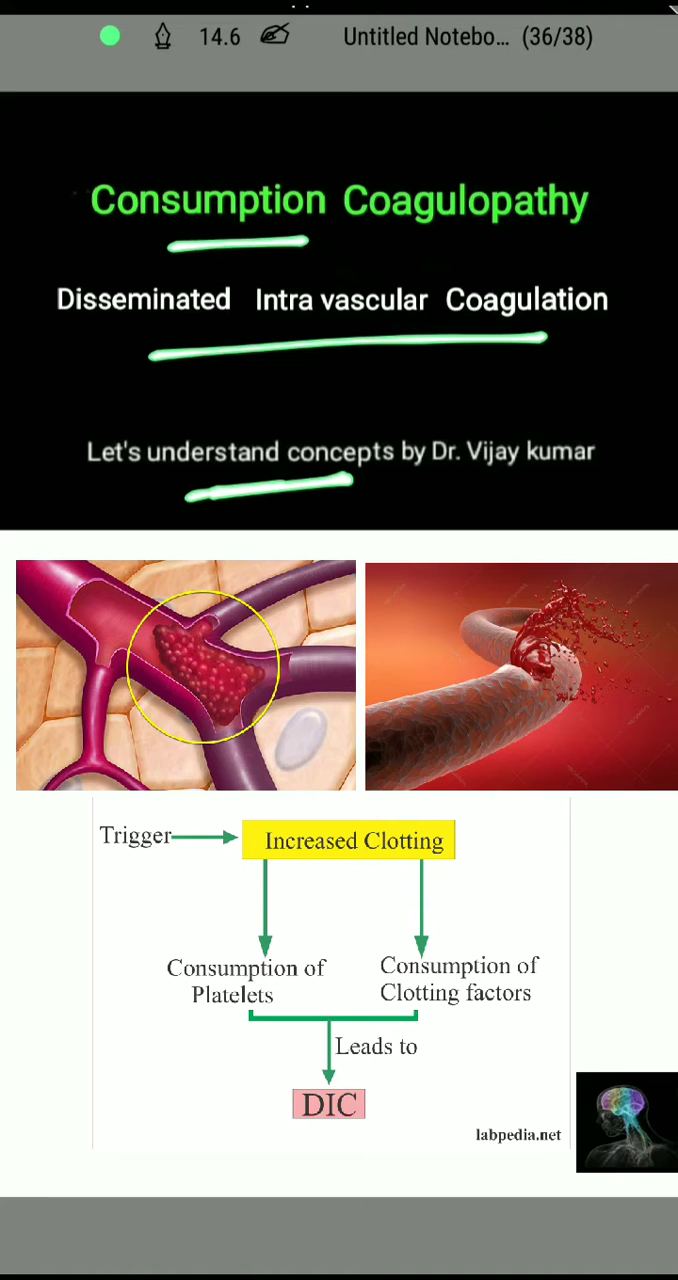 14.6 Untitled Notebo... (36/38)
Consumption Coagulopathy
Disseminated Intra vascular Coagulation
Let's understand concepts by Dr. Vijay kumar
Trigger
Increased Clotting
Consumption of
Platelets
Consumption of
Clotting factors
Leads to
DIC
labpedia.net